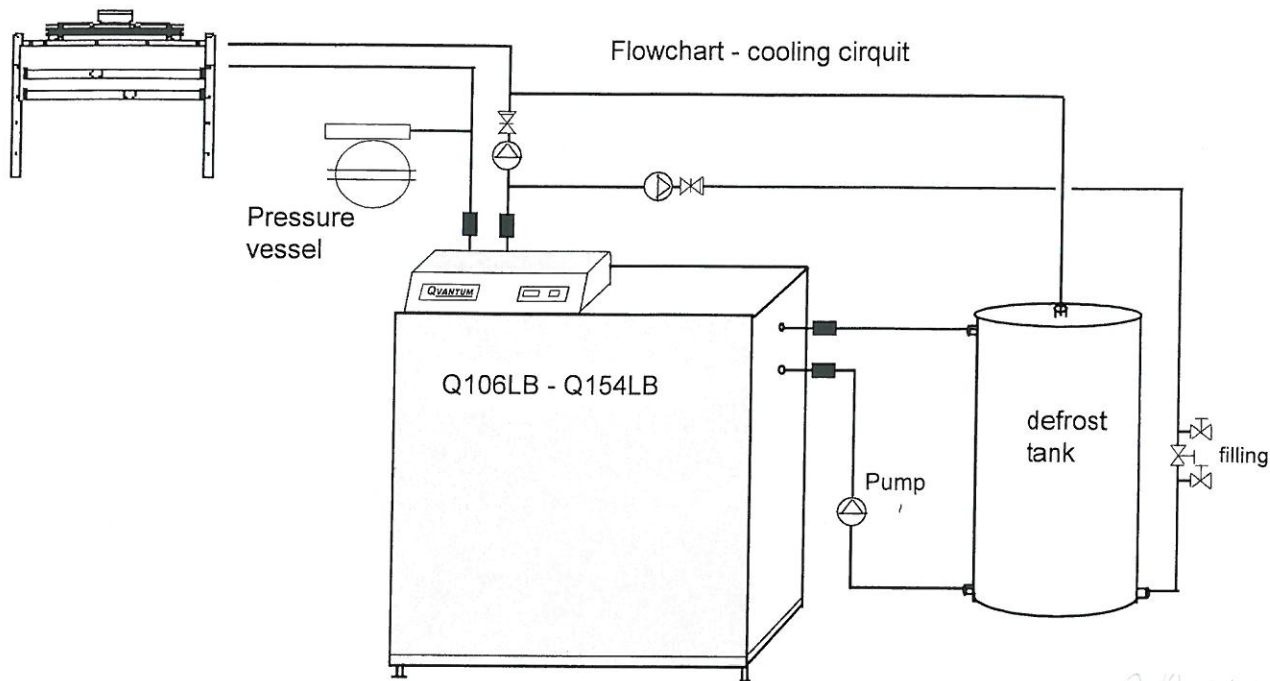 Flowchart - cooling cirquit
Pressure
vessel
QVANTUM
Q106LB - Q154LB
defrost
tank
filling
Pump